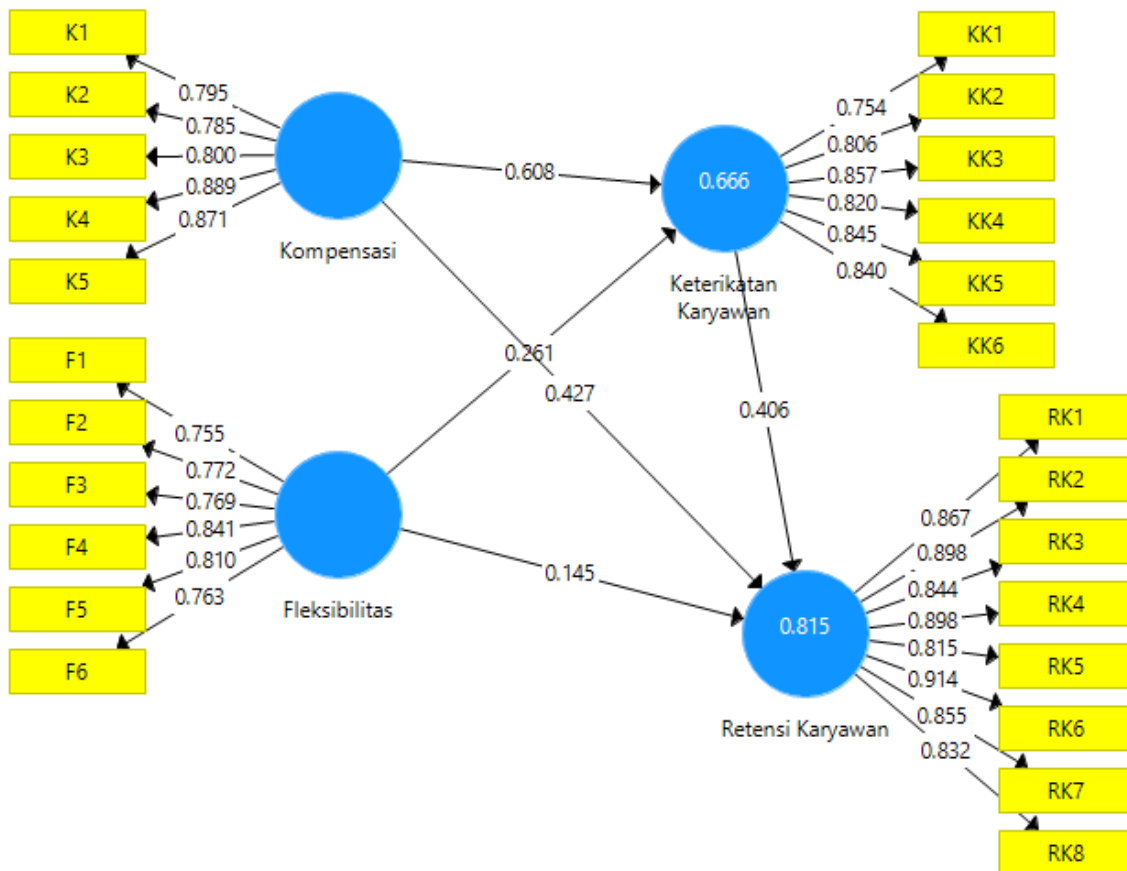 K1
K2
K3
K4
K5
0.795
0.785
0.800
0.889
0.871
Kompensasi
F1
F2
F3
F4
F5
F6
0.755
0.772
0.769
0.841
0.810
0.763
Fleksibilitas
0.608
0.261
0.427
0.145
0.406
0.666
Keterikatan
Karyawan
0.754
0.806
0.857
0.820
0.845
0.840
KK1
KK2
KK3
KK4
KK5
KK6
0.815
Retensi Karyawan
0.867
0.898
0.844
0.898
0.815
0.914
0.855
0.832
RK1
RK2
RK3
RK4
RK5
RK6
RK7
RK8